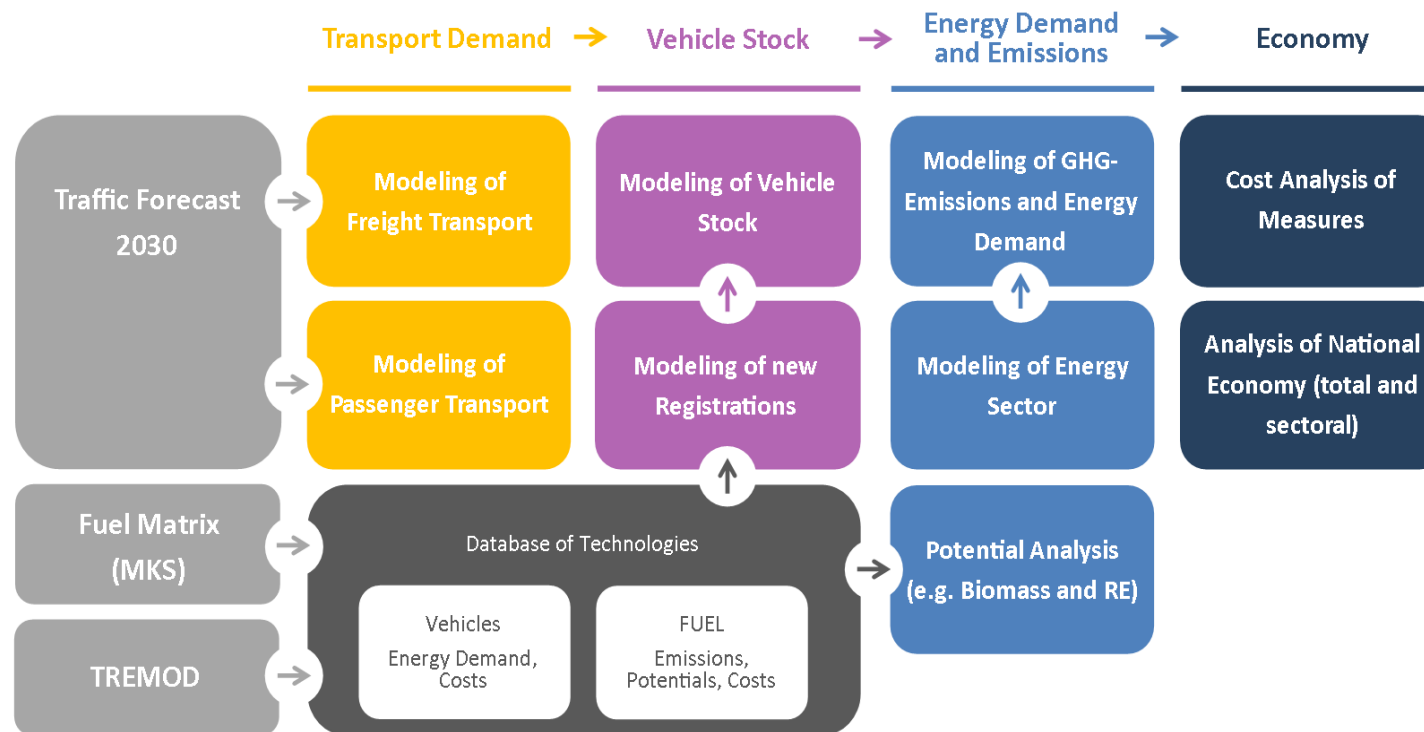 Transport Demand
Vehicle Stock
Energy Demand
and Emissions
Economy
Traffic Forecast
2030
Modeling of
Freight Transport
Modeling of Vehicle
Stock
Modeling of GHG-
Emissions and Energy
Demand
Cost Analysis of
Measures
Modeling of
Passenger Transport
Modeling of new
Registrations
Modeling of Energy
Sector
Analysis of National
Economy (total and
sectoral)
Fuel Matrix
(MKS)
TREMOD
Database of Technologies
Vehicles
Energy Demand,
Costs
FUEL
Emissions,
Potentials, Costs
Potential Analysis
(e.g. Biomass and RE)